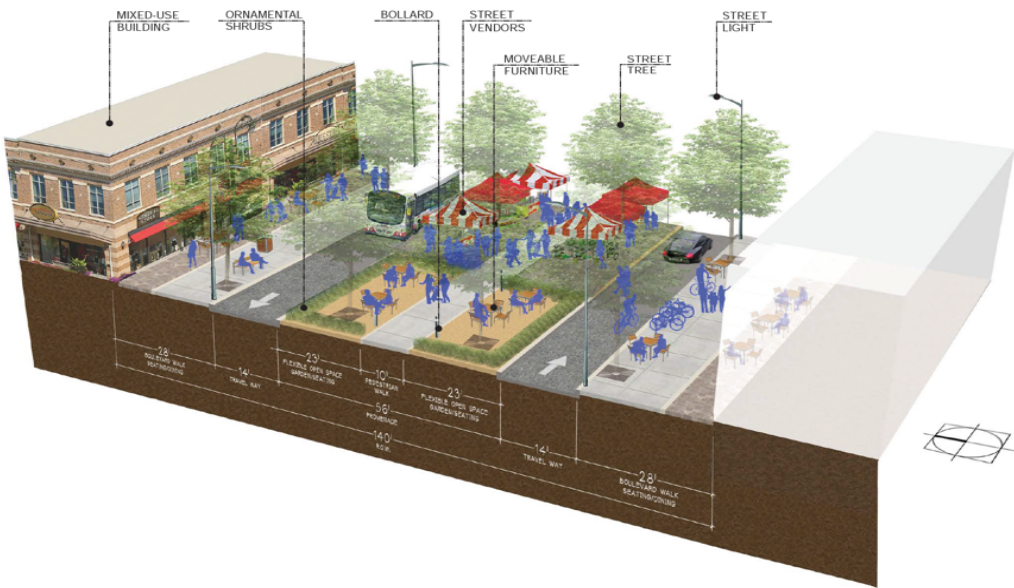 MIXED-USE
BUILDING
ORNAMENTAL
SHRUBS
BOLLARD
STREET
VENDORS
MOVEABLE
FURNITURE
STREET
TREE
STREET
LIGHT
28'
BOULEVARD WALK
SEATING/DINING
14'
TRAVEL WAY
23'
FLEXIBLE OPEN SPACE
GARDEN/SEATING
10'
PEDESTRIAN
WALK
23'
FLEXIBLE OPEN SPACE
GARDEN/SEATING
56'
PROMENADE
140'
R.O.W.
14'
TRAVEL WAY
28'
BOULEVARD WALK
SEATING/DINING